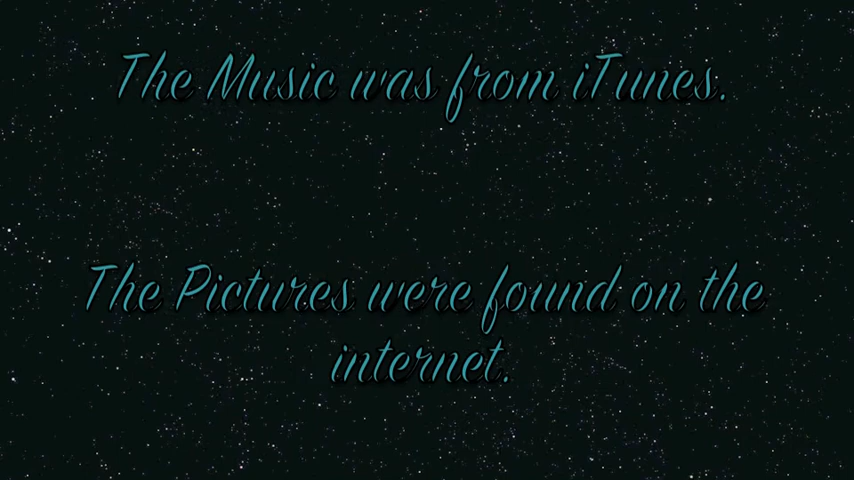 The Music was from iTunes.
The Pictures were found on the
internet.